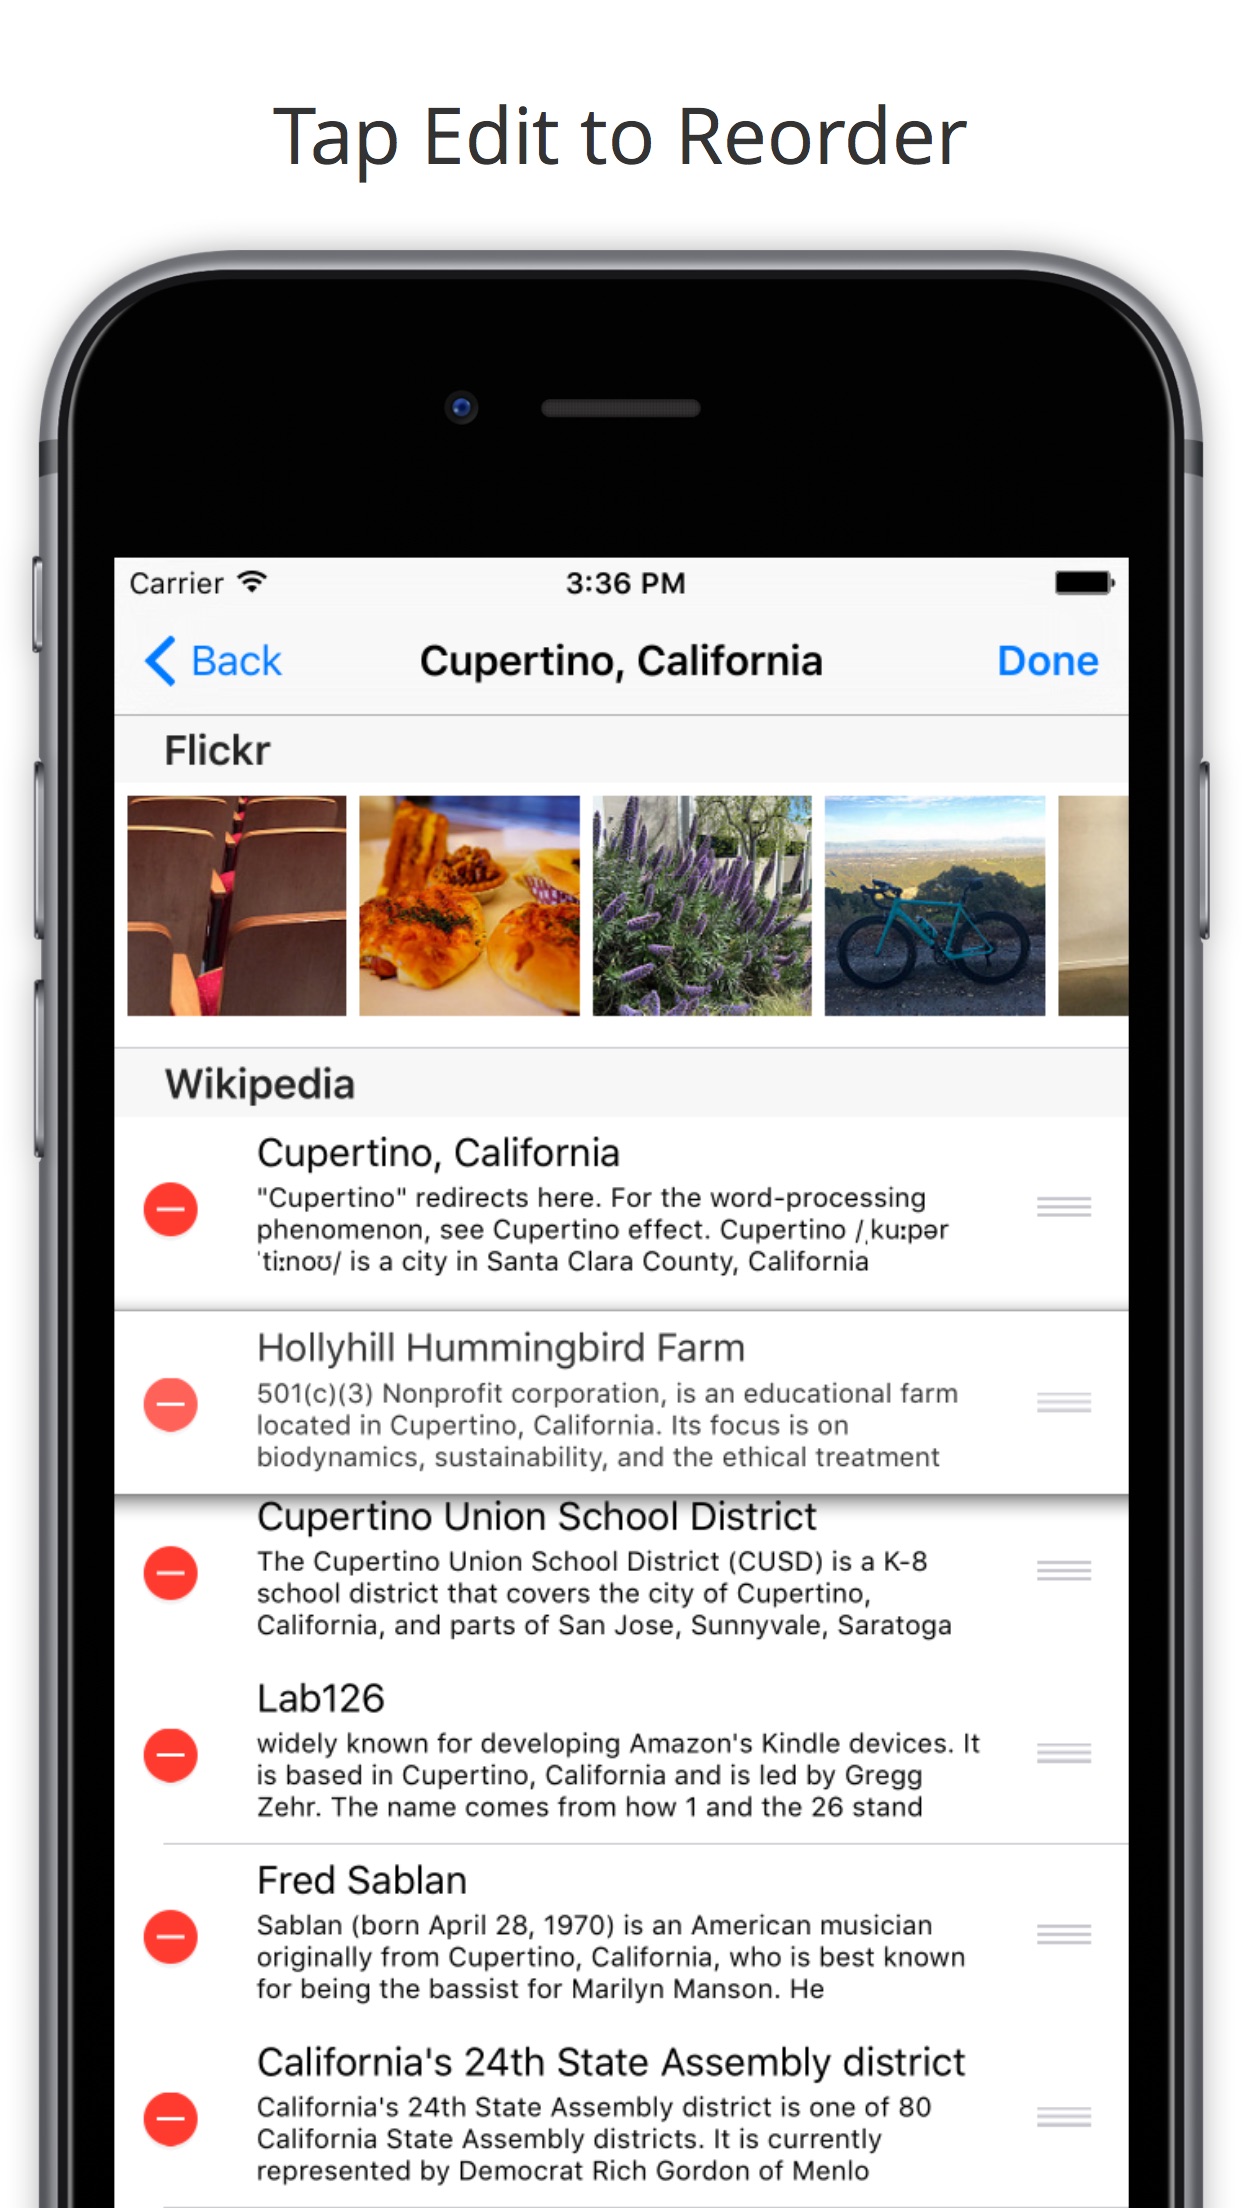 Tap Edit to Reorder
Carrier
3:36 PM
Back
Cupertino, California
Done
Flickr
Wikipedia
Cupertino, California
"Cupertino" redirects here. For the word-processing
phenomenon, see Cupertino effect. Cupertino /ˌkuːpər
ˈtiːnoʊ/ is a city in Santa Clara County, California
Hollyhill Hummingbird Farm
501(c)(3) Nonprofit corporation, is an educational farm
located in Cupertino, California. Its focus is on
biodynamics, sustainability, and the ethical treatment
Cupertino Union School District
The Cupertino Union School District (CUSD) is a K-8
school district that covers the city of Cupertino,
California, and parts of San Jose, Sunnyvale, Saratoga
Lab126
widely known for developing Amazon's Kindle devices. It
is based in Cupertino, California and is led by Gregg
Zehr. The name comes from how 1 and the 26 stand
Fred Sablan
Sablan (born April 28, 1970) is an American musician
originally from Cupertino, California, who is best known
for being the bassist for Marilyn Manson. He
California's 24th State Assembly district
California's 24th State Assembly district is one of 80
California State Assembly districts. It is currently
represented by Democrat Rich Gordon of Menlo